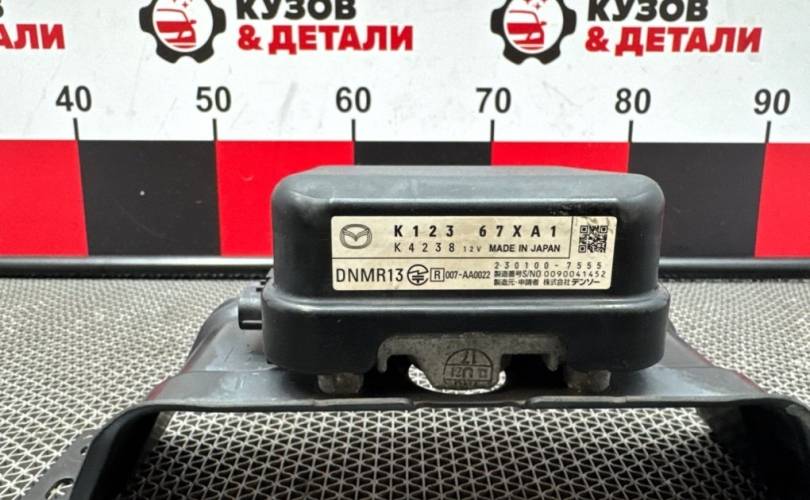 КУЗОВ
& ДЕТАЛИ
КУЗОВ
& ДЕТАЛИ
АЛИ
40 50 60 70 80 90
K123 67XA1
K4238 12V MADE IN JAPAN
230100-7555
DNMR13 R 007-AA0022 製造番号S/NO 0090041452
製造元・申請者 株式会社デンソー
17